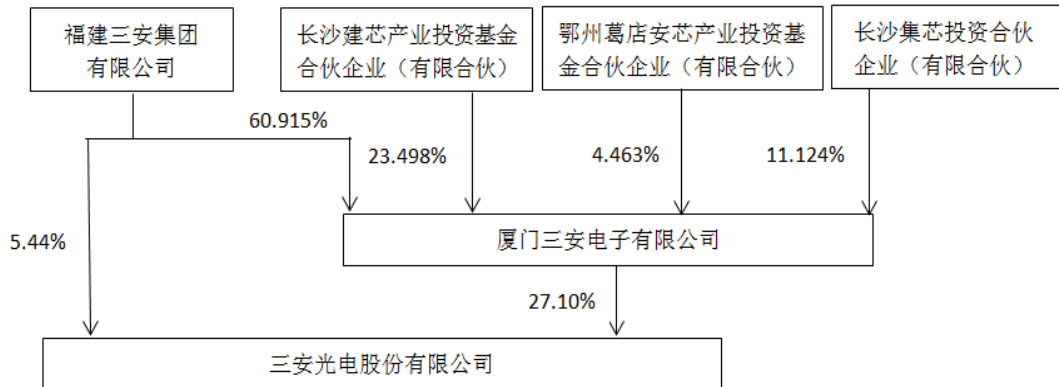 福建三安集团
有限公司
长沙建芯产业投资基金
合伙企业（有限合伙）
鄂州葛店安芯产业投资基
金合伙企业（有限合伙）
长沙集芯投资合伙
企业（有限合伙）
60.915%
23.498%
4.463%
11.124%
5.44%
厦门三安电子有限公司
27.10%
三安光电股份有限公司